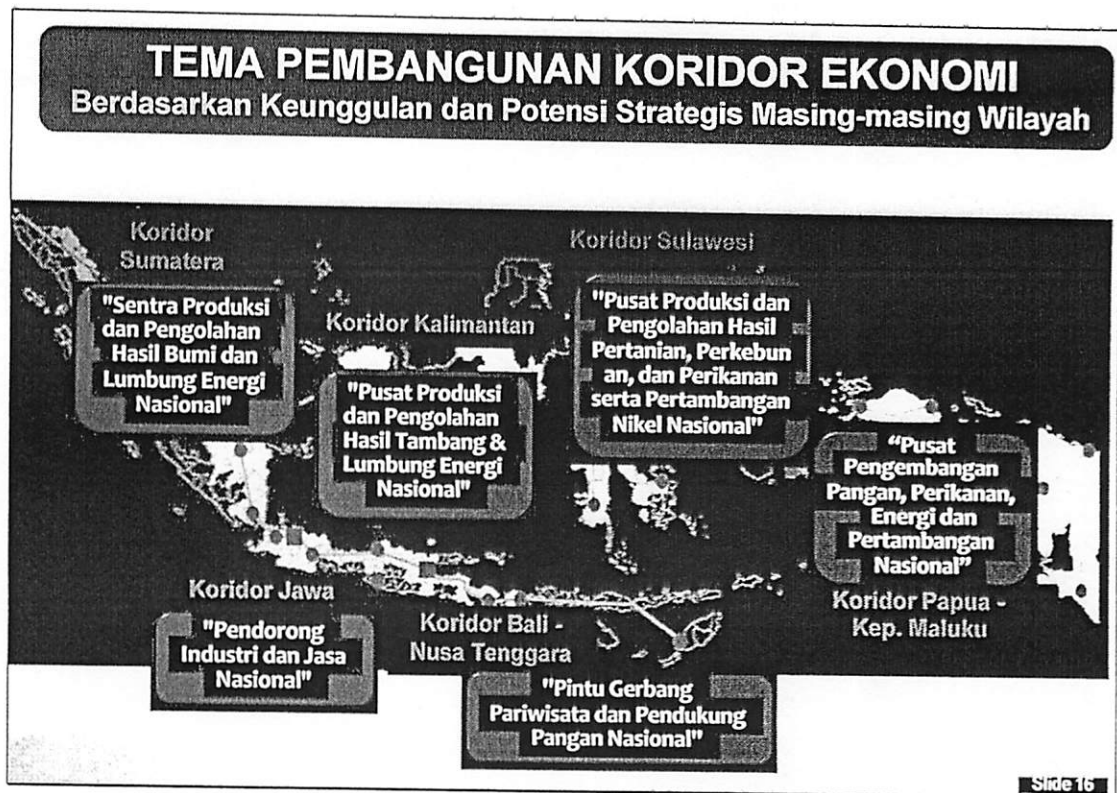 TEMA PEMBANGUNAN KORIDOR EKONOMI
Berdasarkan Keunggulan dan Potensi Strategis Masing-masing Wilayah
Koridor
Sumatera
"Sentra Produksi
dan Pengolahan
Hasil Bumi dan
Lumbung Energi
Nasional"
Koridor Kalimantan
"Pusat Produksi
dan Pengolahan
Hasil Tambang &
Lumbung Energi
Nasional"
Koridor Sulawesi
"Pusat Produksi dan
Pengolahan Hasil
Pertanian, Perkebun
an, dan Perikanan
serta Pertambangan
Nikel Nasional"
“Pusat
Pengembangan
Pangan, Perikanan,
Energi dan
Pertambangan
Nasional”
Koridor Papua -
Kep. Maluku
Koridor Jawa
"Pendorong
Industri dan Jasa
Nasional"
Koridor Bali -
Nusa Tenggara
"Pintu Gerbang
Pariwisata dan Pendukung
Pangan Nasional"
Slide 16